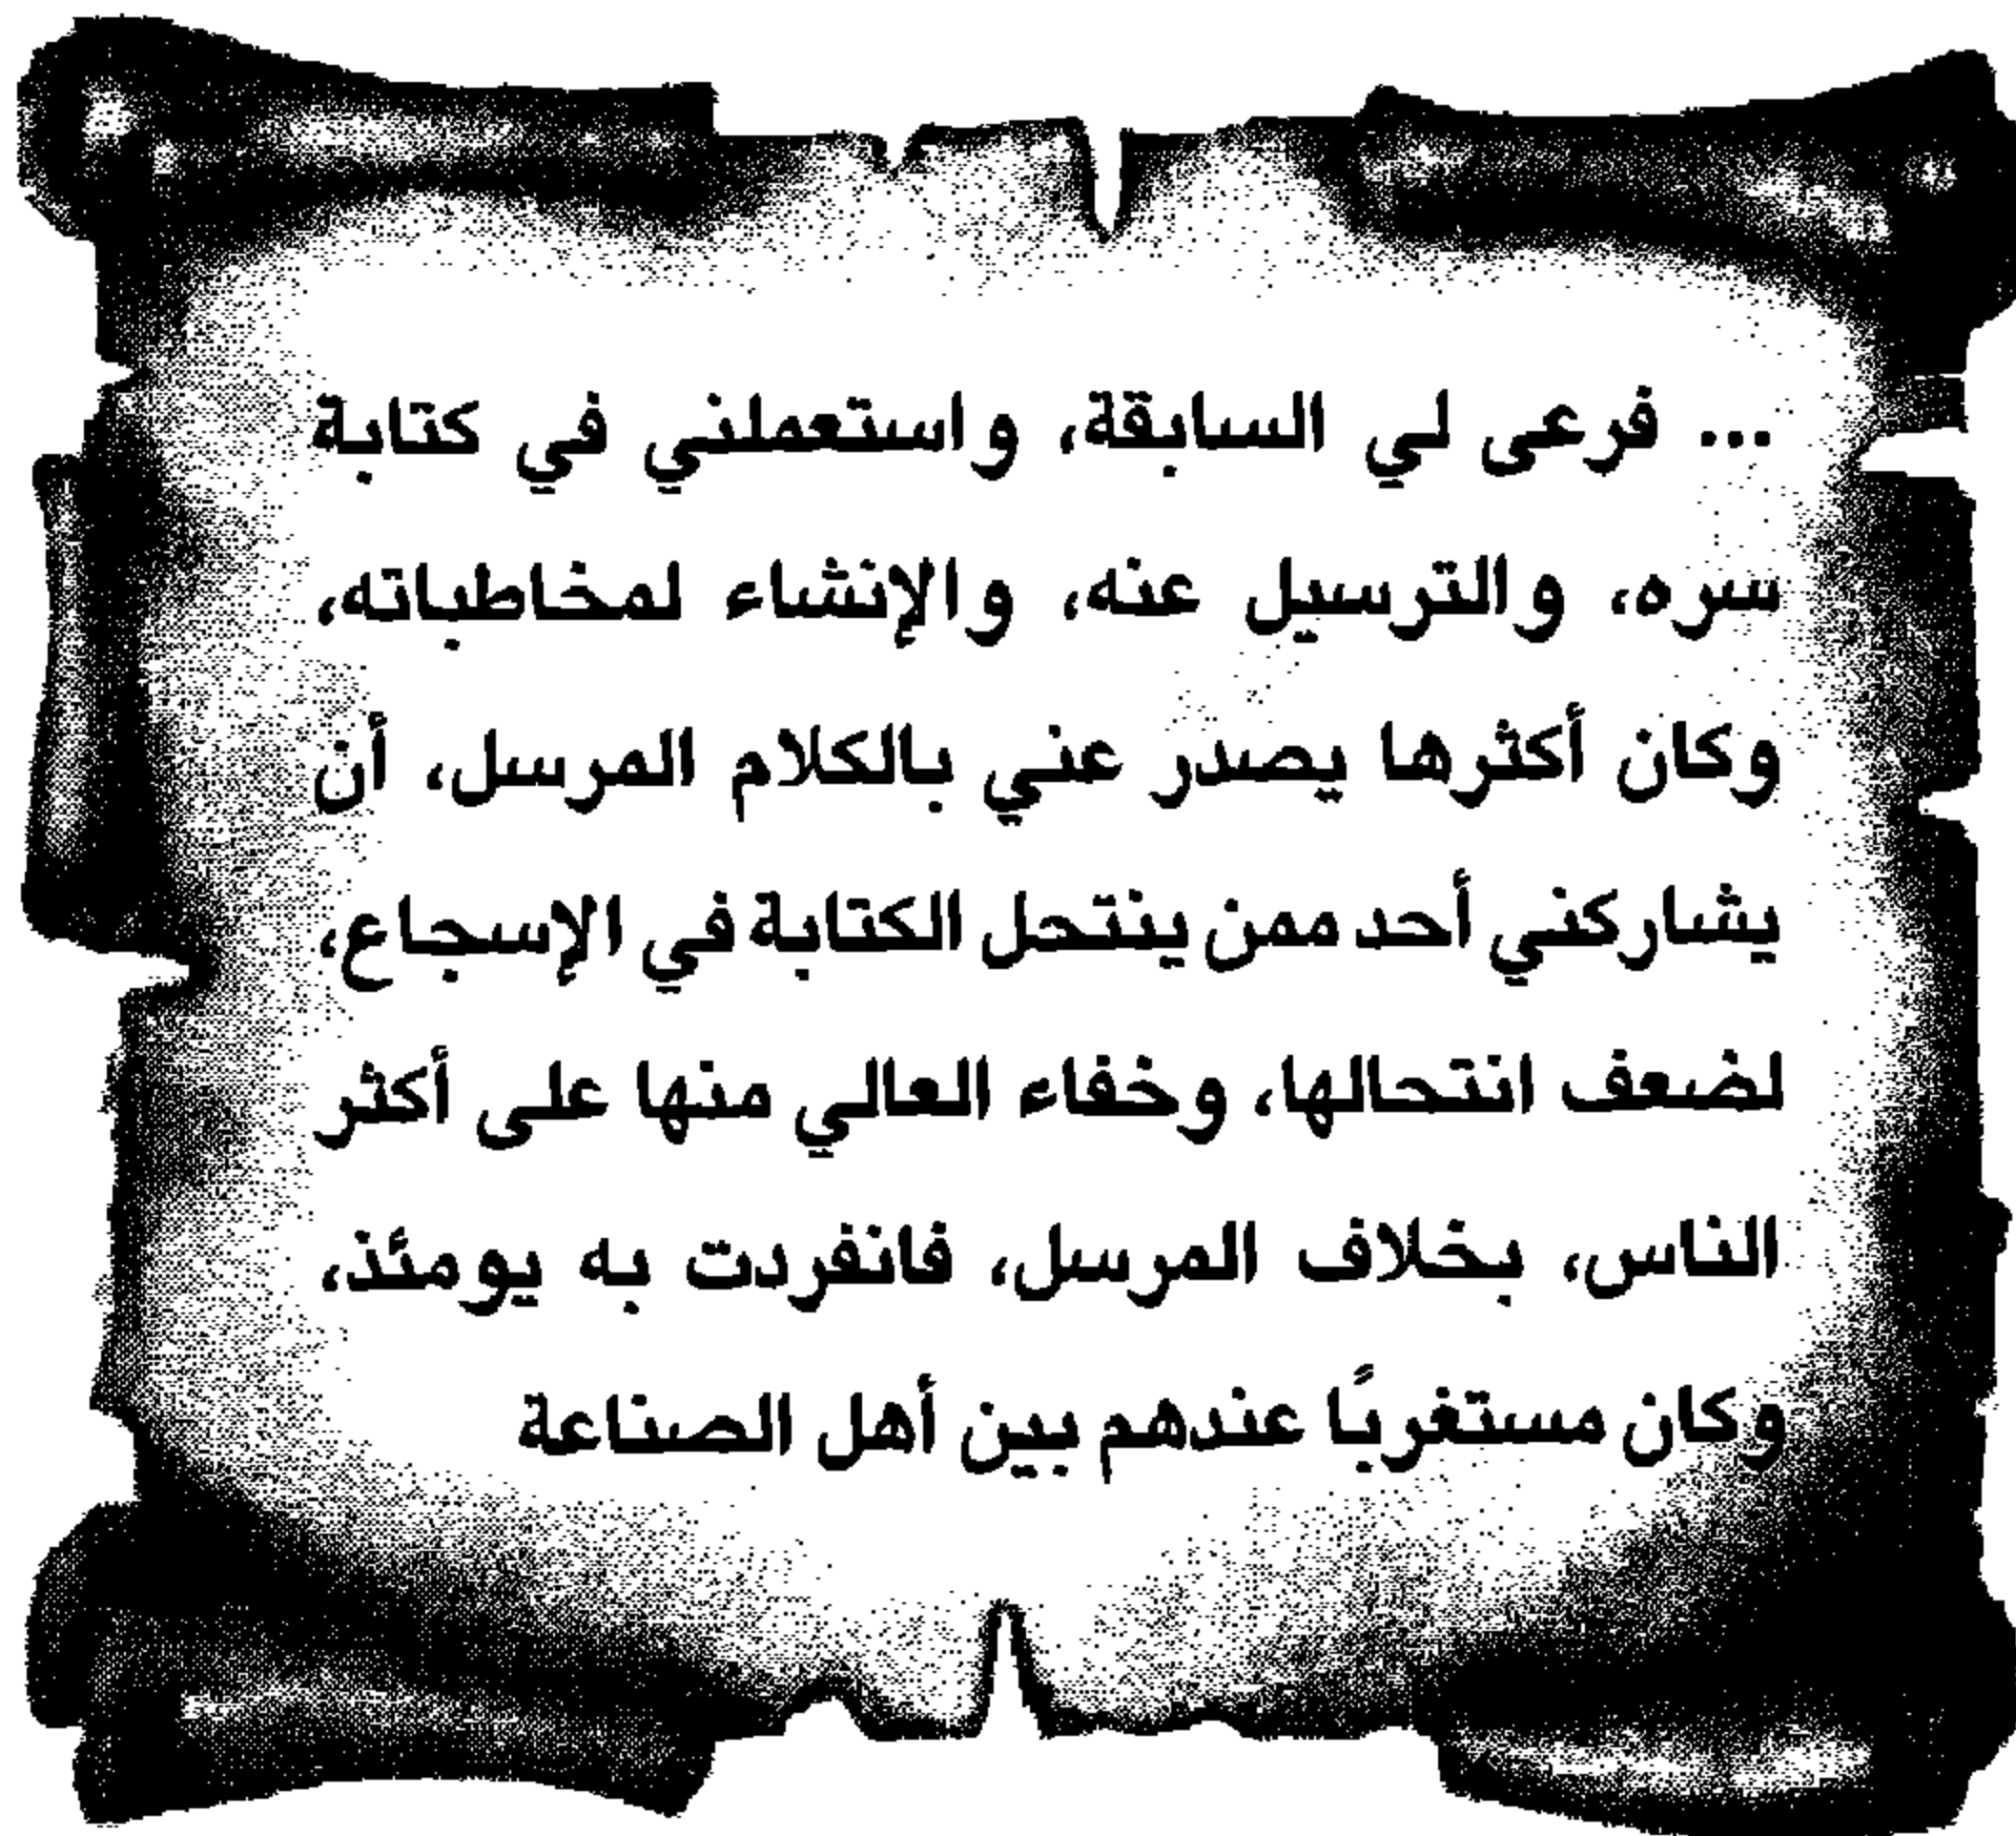 ... فرعى لي السابقة، واستعملني في كتابة
سره، والترسيل عنه، والإنشاء لمخاطباته،
وكان أكثرها يصدر عني بالكلام المرسل، أن
يشاركني أحد ممن ينتحل الكتابة في الإسجاع،
لضعف انتحالها، وخفاء العالي منها على أكثر
الناس، بخلاف المرسل، فانفردت به يومئذ،
وكان مستغربًا عندهم بين أهل الصناعة